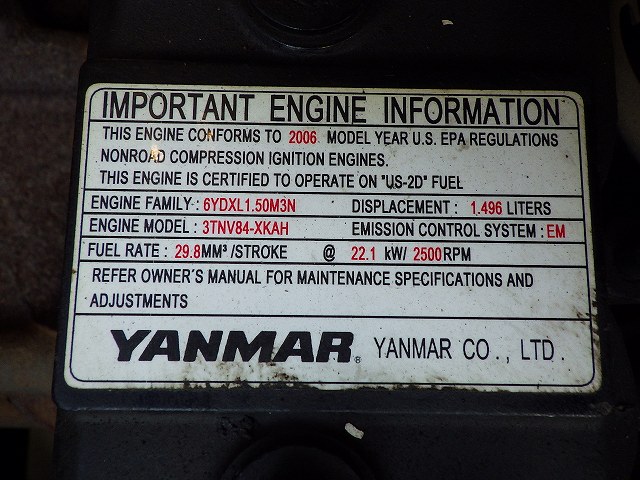 IMPORTANT ENGINE INFORMATION
THIS ENGINE CONFORMS TO 2006 MODEL YEAR U.S. EPA REGULATIONS
NONROAD COMPRESSION IGNITION ENGINES.
THIS ENGINE IS CERTIFIED TO OPERATE ON "US-2D" FUEL
ENGINE FAMILY : 6YDXL1.50M3N DISPLACEMENT : 1.496 LITERS
ENGINE MODEL : 3TNV84-XKAH EMISSION CONTROL SYSTEM : EM
FUEL RATE : 29.8MM³ /STROKE @ 22.1 kW/ 2500RPM
REFER OWNER'S MANUAL FOR MAINTENANCE SPECIFICATIONS AND
ADJUSTMENTS
YANMAR® YANMAR CO., LTD.